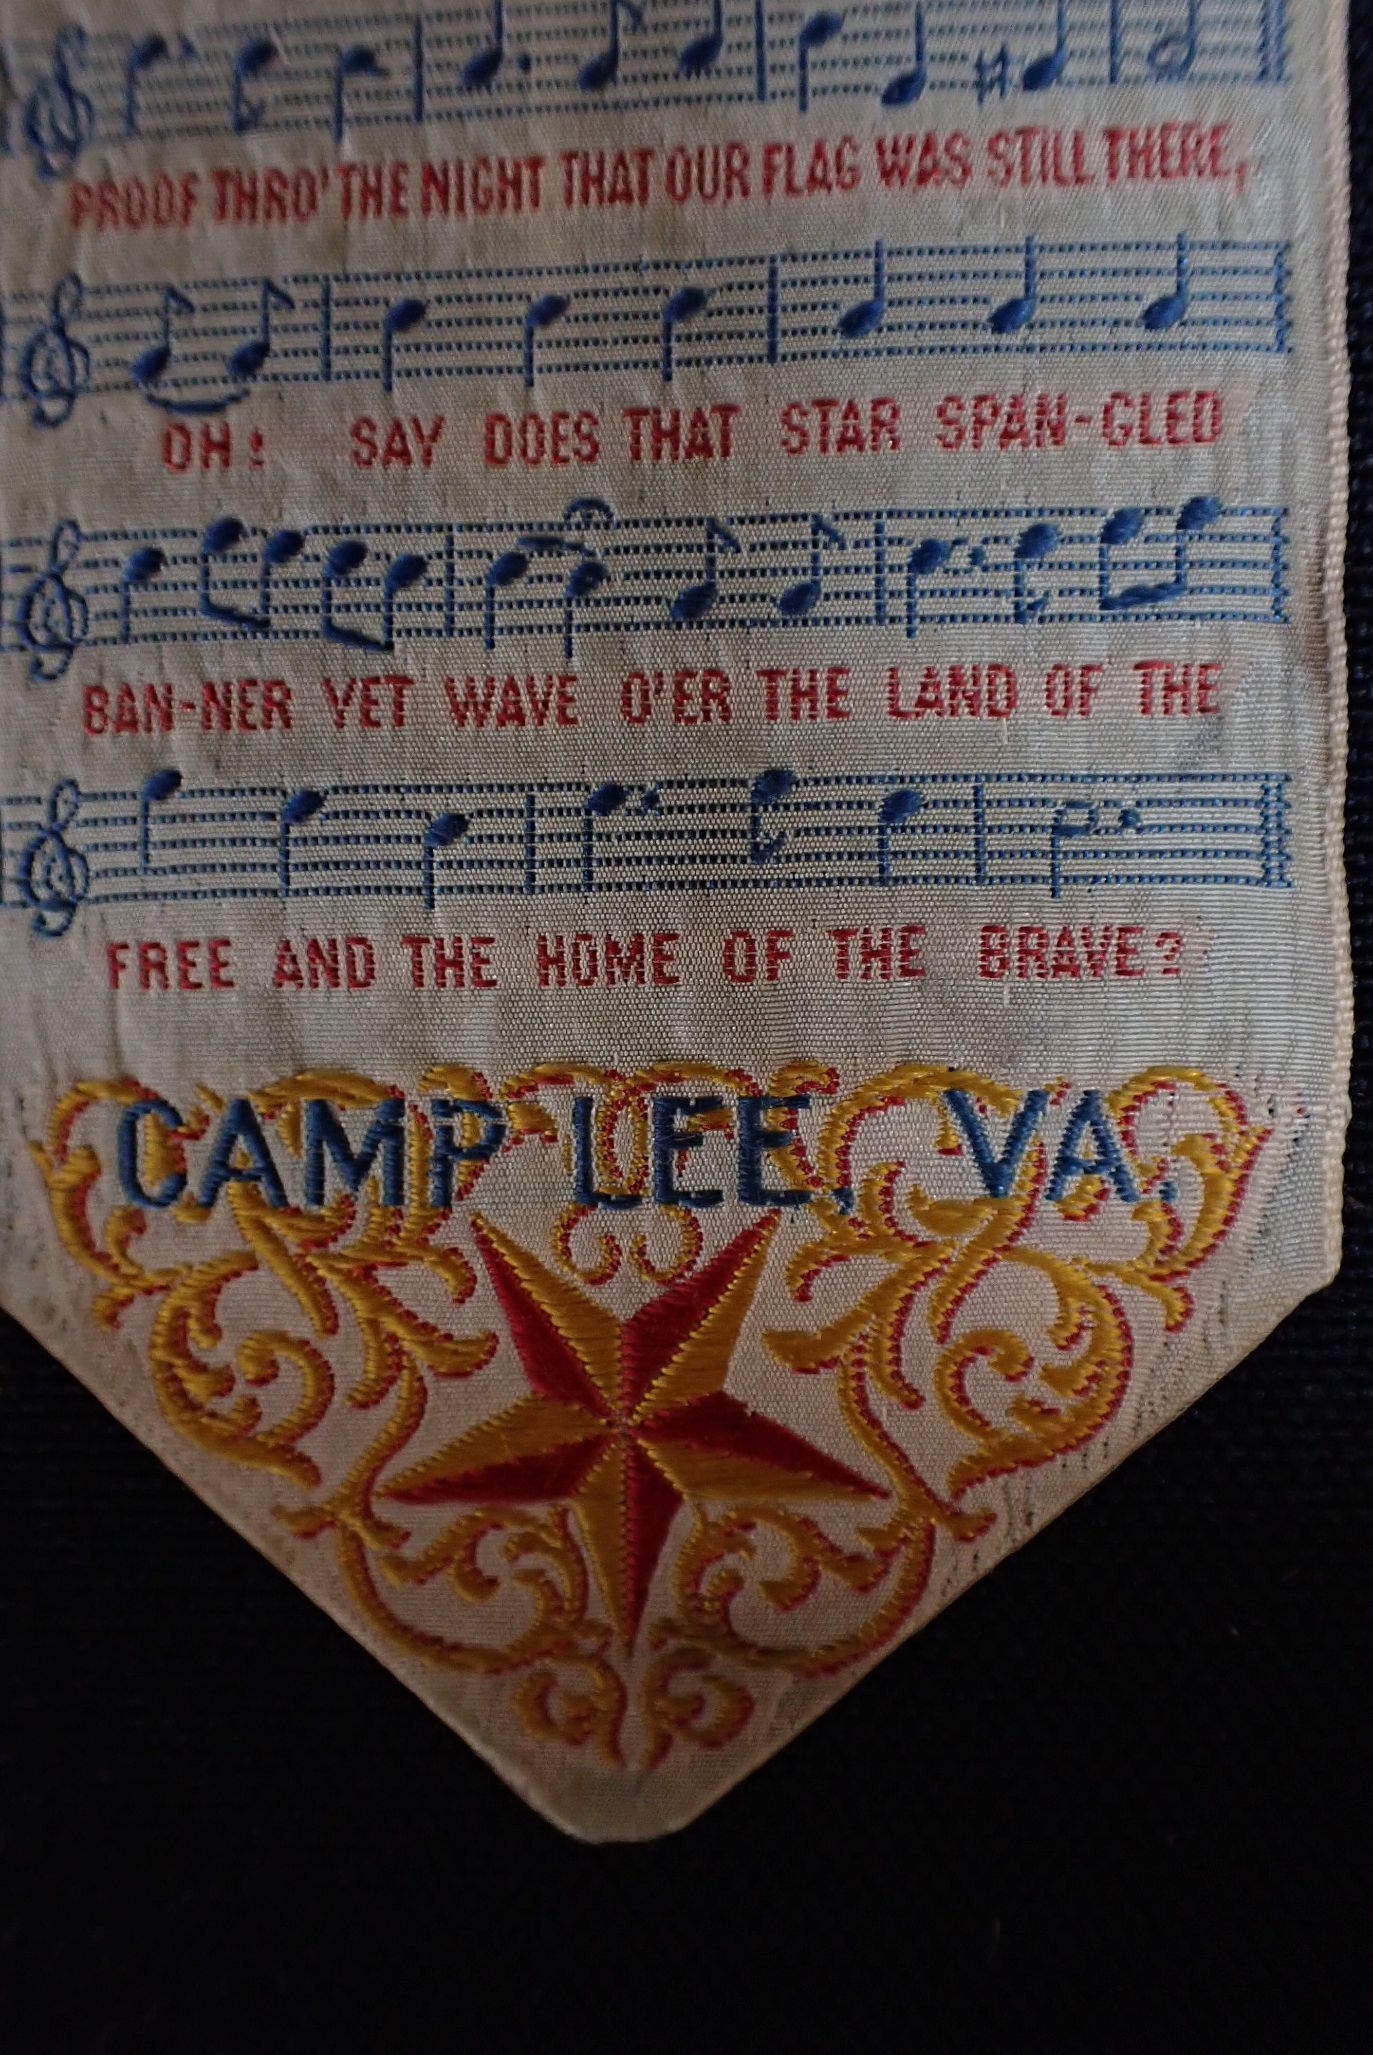 PROOF THRO' THE NIGHT THAT OUR FLAG WAS STILL THERE,
OH! SAY DOES THAT STAR SPAN-GLED
BAN-NER YET WAVE O'ER THE LAND OF THE
FREE AND THE HOME OF THE BRAVE?
CAMP LEE, VA.